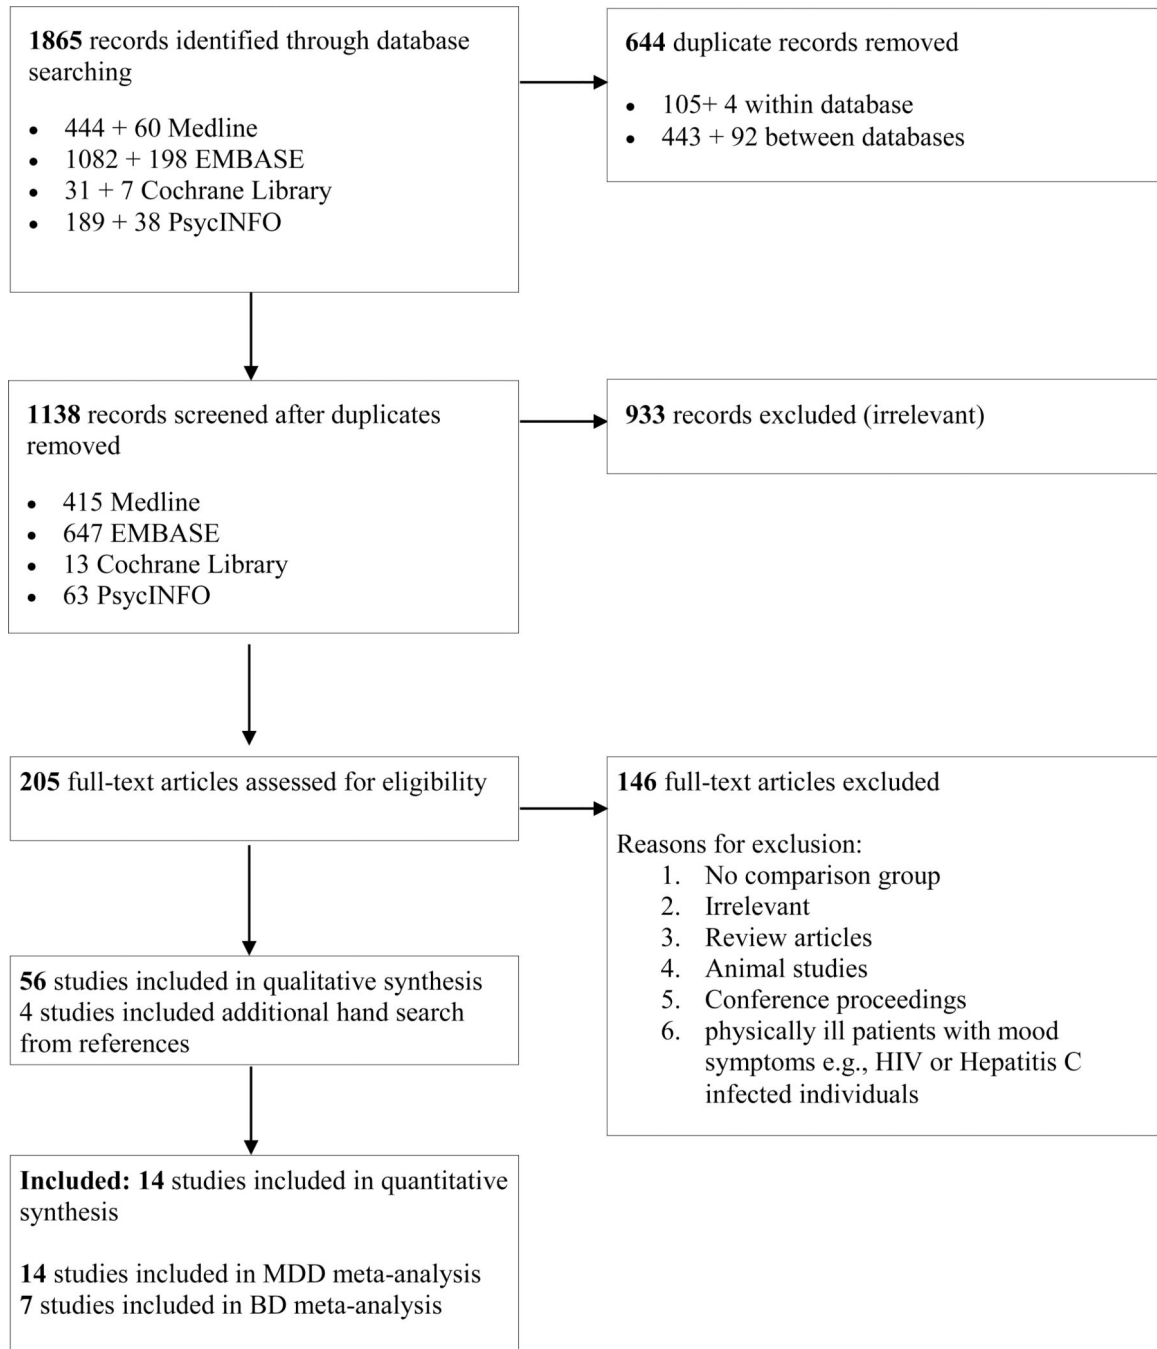 1865 records identified through database
searching
• 444 + 60 Medline
• 1082 + 198 EMBASE
• 31 + 7 Cochrane Library
• 189 + 38 PsycINFO
644 duplicate records removed
• 105+ 4 within database
• 443 + 92 between databases
1138 records screened after duplicates
removed
• 415 Medline
• 647 EMBASE
• 13 Cochrane Library
• 63 PsycINFO
933 records excluded (irrelevant)
205 full-text articles assessed for eligibility
146 full-text articles excluded
Reasons for exclusion:
1. No comparison group
2. Irrelevant
3. Review articles
4. Animal studies
5. Conference proceedings
6. physically ill patients with mood
symptoms e.g., HIV or Hepatitis C
infected individuals
56 studies included in qualitative synthesis
4 studies included additional hand search
from references
Included: 14 studies included in quantitative
synthesis
14 studies included in MDD meta-analysis
7 studies included in BD meta-analysis